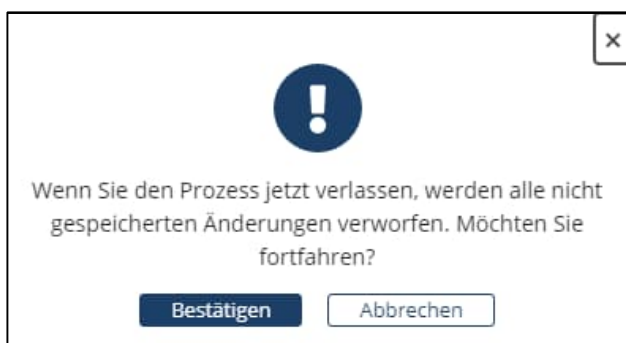 Wenn Sie den Prozess jetzt verlassen, werden alle nicht
gespeicherten Änderungen verworfen. Möchten Sie
fortfahren?
Bestätigen Abbrechen